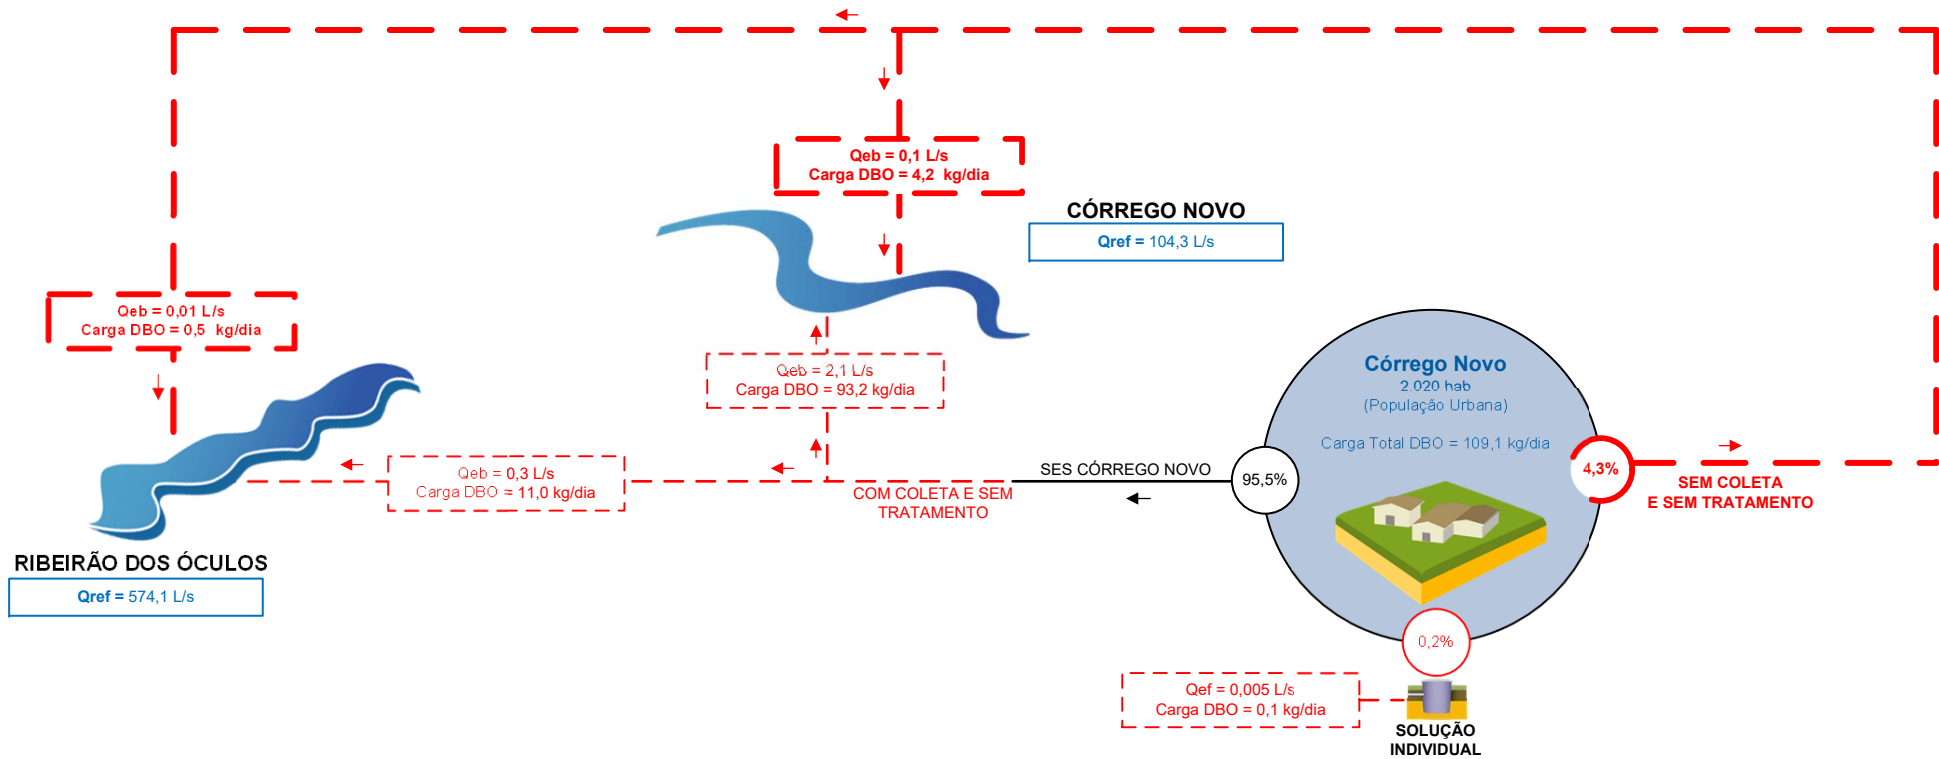 Qeb = 0,1 L/s
Carga DBO = 4,2 kg/dia
CÓRREGO NOVO
Qref = 104,3 L/s
Qeb = 0,01 L/s
Carga DBO = 0,5 kg/dia
Qeb = 2,1 L/s
Carga DBO = 93,2 kg/dia
Córrego Novo
2.020 hab
(População Urbana)
Carga Total DBO = 109,1 kg/dia
Qeb = 0,3 L/s
Carga DBO = 11,0 kg/dia
COM COLETA E SEM
TRATAMENTO
SES CÓRREGO NOVO
95,5%
4,3%
SEM COLETA
E SEM TRATAMENTO
RIBEIRÃO DOS ÓCULOS
Qref = 574,1 L/s
0,2%
Qef = 0,005 L/s
Carga DBO = 0,1 kg/dia
SOLUÇÃO
INDIVIDUAL